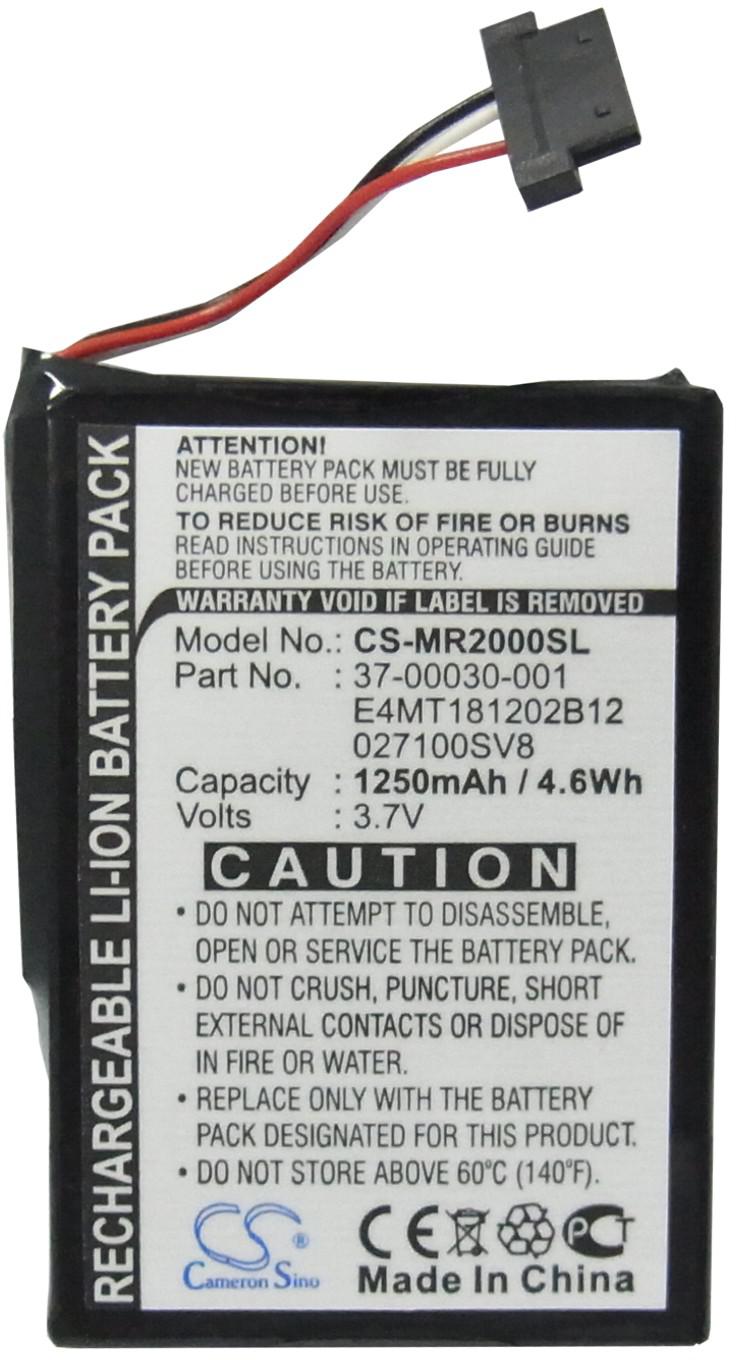 RECHARGEABLE LI-ION BATTERY PACK
ATTENTION!
NEW BATTERY PACK MUST BE FULLY
CHARGED BEFORE USE.
TO REDUCE RISK OF FIRE OR BURNS
READ INSTRUCTIONS IN OPERATING GUIDE
BEFORE USING THE BATTERY.
WARRANTY VOID IF LABEL IS REMOVED
Model No.: CS-MR2000SL
Part No. : 37-00030-001
E4MT181202B12
027100SV8
Capacity : 1250mAh / 4.6Wh
Volts : 3.7V
CAUTION
• DO NOT ATTEMPT TO DISASSEMBLE,
OPEN OR SERVICE THE BATTERY PACK.
• DO NOT CRUSH, PUNCTURE, SHORT
EXTERNAL CONTACTS OR DISPOSE OF
IN FIRE OR WATER.
• REPLACE ONLY WITH THE BATTERY
PACK DESIGNATED FOR THIS PRODUCT.
• DO NOT STORE ABOVE 60°C (140°F).
CS®
Cameron Sino
CE PCT
Made In China